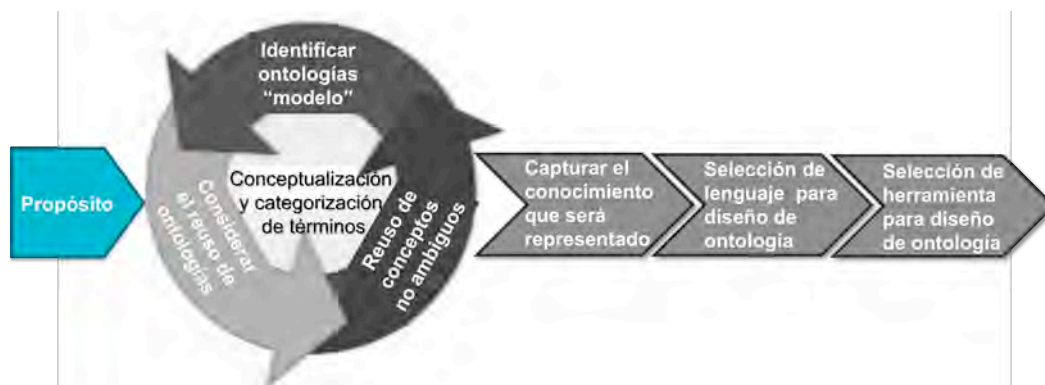 Propósito
Identificar
ontologías
“modelo”
Considerar
el reuso de
ontologías
Conceptualización
y categorización
de términos
Reuso de
conceptos
no ambiguos
Capturar el
conocimiento
que será
representado
Selección de
lenguaje para
diseño de
ontología
Selección de
herramienta
para diseño
de ontología